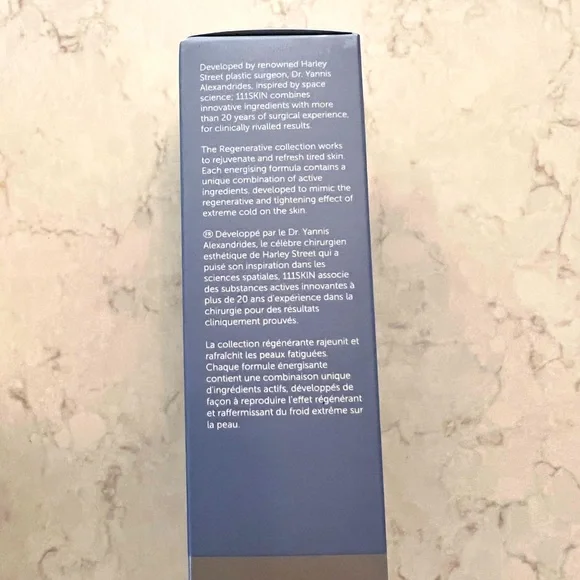 Developed by renowned Harley
Street plastic surgeon, Dr. Yannis
Alexandrides, inspired by space
science; 111SKIN combines
innovative ingredients with more
than 20 years of surgical experience,
for clinically rivalled results.
The Regenerative collection works
to rejuvenate and refresh tired skin.
Each energising formula contains a
unique combination of active
ingredients, developed to mimic the
regenerative and tightening effect of
extreme cold on the skin.
FR Développé par le Dr. Yannis
Alexandrides, le célèbre chirurgien
esthétique de Harley Street qui a
puisé son inspiration dans les
sciences spatiales, 111SKIN associe
des substances actives innovantes à
plus de 20 ans d'expérience dans la
chirurgie pour des résultats
cliniquement prouvés.
La collection régénérante rajeunit et
rafraîchit les peaux fatiguées.
Chaque formule énergisante
contient une combinaison unique
d'ingrédients actifs, développés de
façon à reproduire l'effet régénérant
et raffermissant du froid extrême sur
la peau.